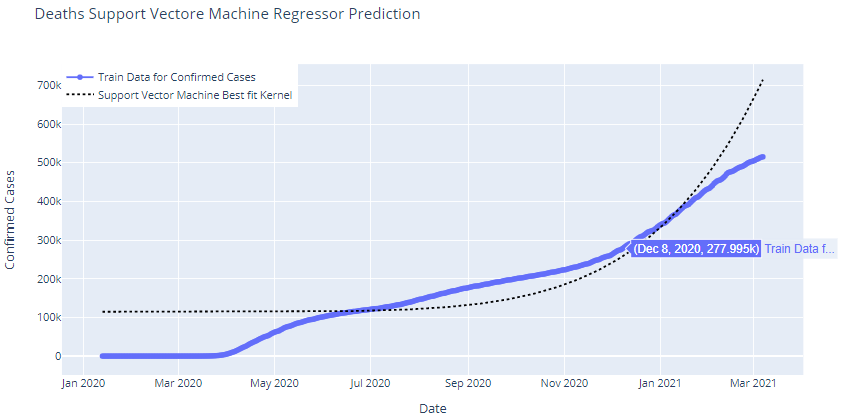 Deaths Support Vectore Machine Regressor Prediction
Train Data for Confirmed Cases
Support Vector Machine Best fit Kernel
700k
600k
500k
400k
300k
200k
100k
0
Confirmed Cases
(Dec 8, 2020, 277.995k) Train Data f...
Jan 2020 Mar 2020 May 2020 Jul 2020 Sep 2020 Nov 2020 Jan 2021 Mar 2021
Date